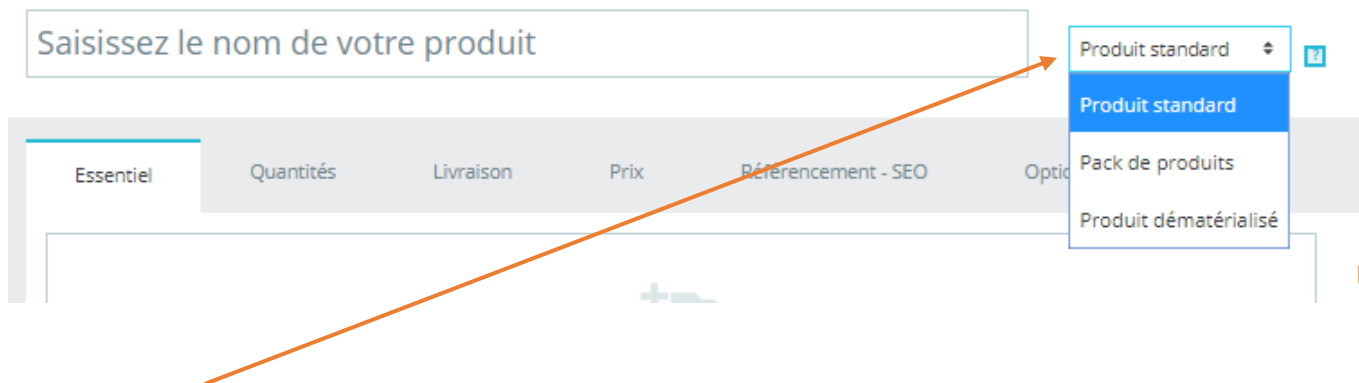 Saisissez le nom de votre produit
Produit standard
?
Produit standard
Essentiel Quantités Livraison Prix Référencement - SEO
Pack de produits
Produit dématérialisé